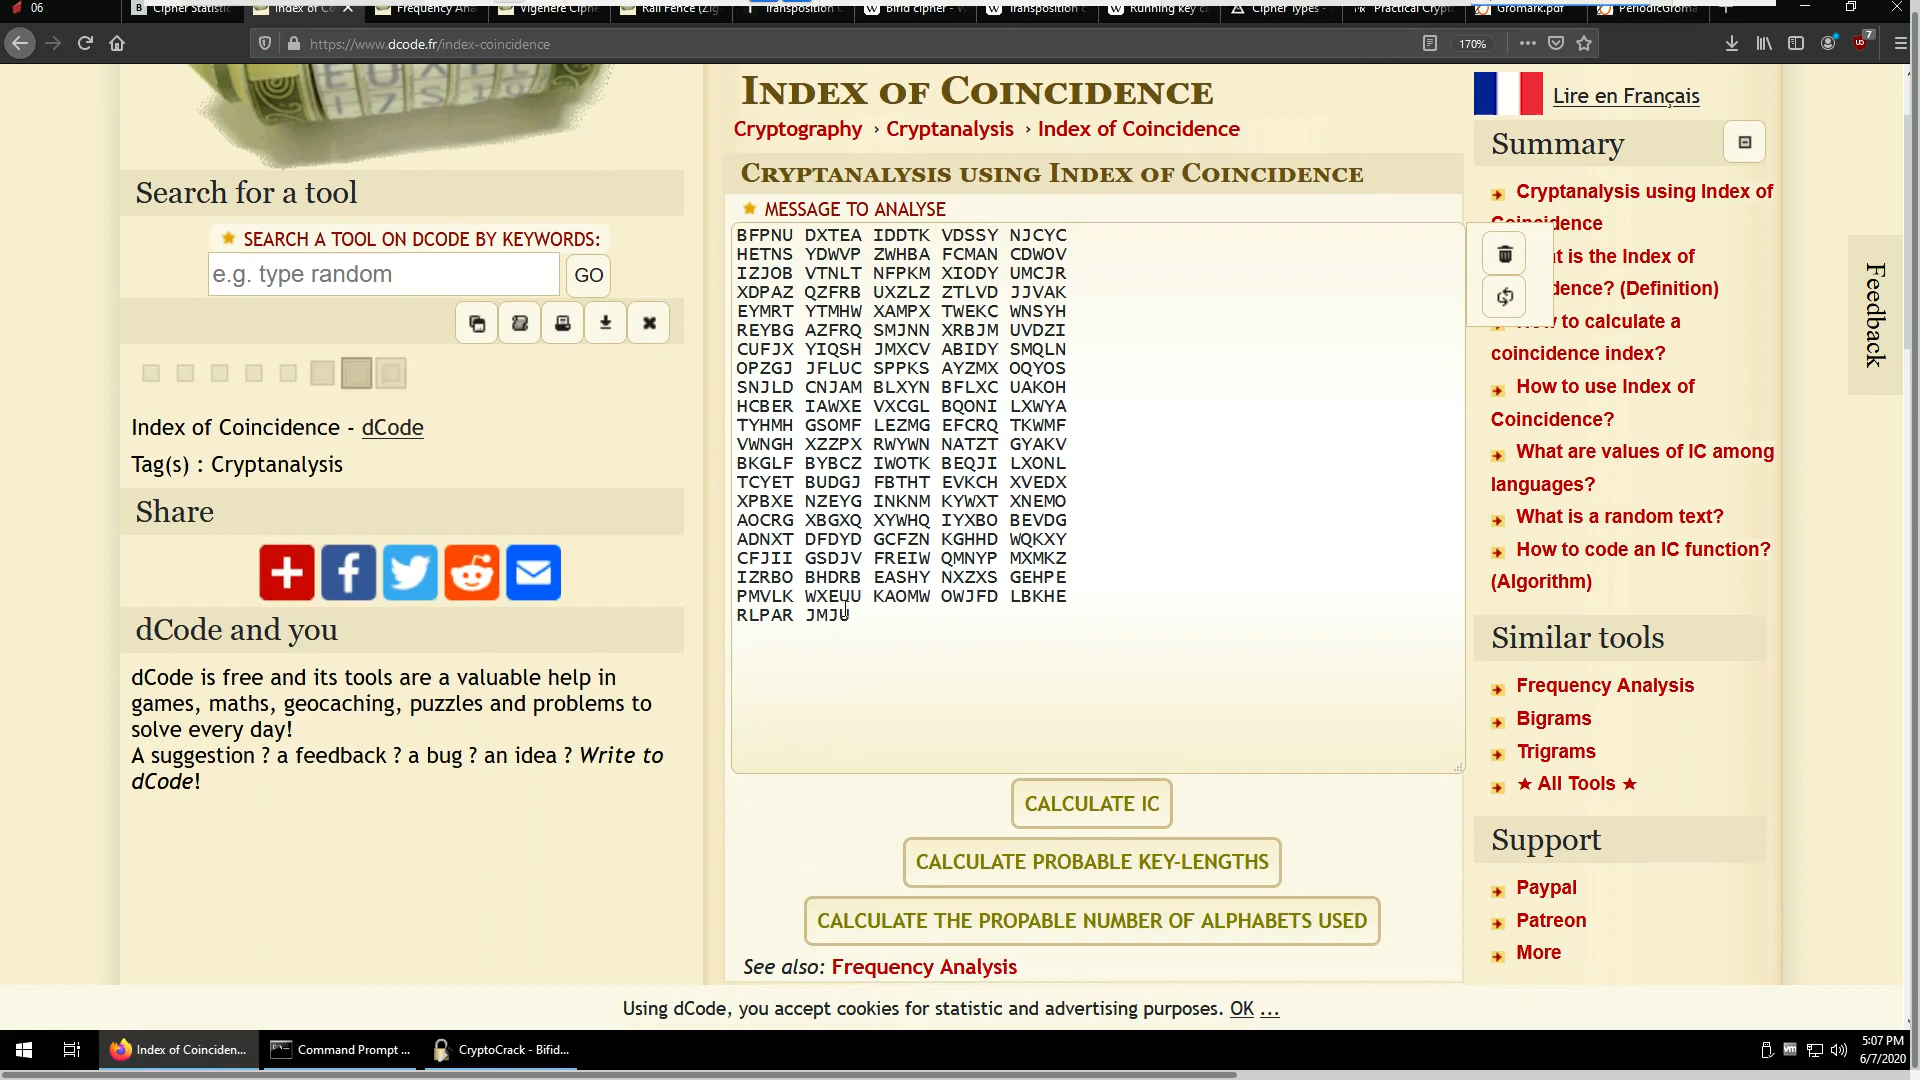 06
Cipher Statist
Index of Co
Frequency Ana
Vigenere Ciph
Rail Fence (Zig
Transposition C
Bifid cipher - W
Transposition c
Running key ci
Cipher Types -
Practical Crypt
Gromark.pdf
PeriodicGroma
https://www.dcode.fr/index-coincidence
170%
7
Search for a tool
SEARCH A TOOL ON DCODE BY KEYWORDS:
e.g. type random
GO
Index of Coincidence - dCode
Tag(s) : Cryptanalysis
Share
dCode and you
dCode is free and its tools are a valuable help in
games, maths, geocaching, puzzles and problems to
solve every day!
A suggestion ? a feedback ? a bug ? an idea ? Write to
dCode!
INDEX OF COINCIDENCE
Cryptography › Cryptanalysis › Index of Coincidence
CRYPTANALYSIS USING INDEX OF COINCIDENCE
MESSAGE TO ANALYSE
BFPNU DXTEA IDDTK VDSSY NJCYC
HETNS YDWVP ZWHBA FCMAN CDWOV
IZJOB VTNLT NFPKM XIODY UMCJR
XDPAZ QZFRB UXZLZ ZTLVD JJVAK
EYMRT YTMHW XAMPX TWEKC WNSYH
REYBG AZFRQ SMJNN XRBJM UVDZI
CUFJX YIQSH JMXCV ABIDY SMQLN
OPZGJ JFLUC SPPKS AYZMX OQYOS
SNJLD CNJAM BLXYN BFLXC UAKOH
HCBER IAWXE VXCGL BQONI LXWYA
TYHMH GSOMF LEZMG EFCRQ TKWMF
VWNGH XZZPX RWYWN NATZT GYAKV
BKGLF BYBCZ IWOTK BEQJI LXONL
TCYET BUDGJ FBTHT EVKCH XVEDX
XPBXE NZEYG INKNM KYWXT XNEMO
AOCRG XBGXQ XYWHQ IYXBO BEVDG
ADNXT DFDYD GCFZN KGHHD WQKXY
CFJII GSDJV FREIW QMNYP MXMKZ
IZRBO BHDRB EASHY NXZXS GEHPE
PMVLK WXEUU KAOMW OWJFD LBKHE
RLPAR JMJU
CALCULATE IC
CALCULATE PROBABLE KEY-LENGTHS
CALCULATE THE PROPABLE NUMBER OF ALPHABETS USED
See also: Frequency Analysis
Lire en Français
Summary
Cryptanalysis using Index of
Coincidence
t is the Index of
dence? (Definition)
to calculate a
coincidence index?
How to use Index of
Coincidence?
What are values of IC among
languages?
What is a random text?
How to code an IC function?
(Algorithm)
Similar tools
Frequency Analysis
Bigrams
Trigrams
★ All Tools ★
Support
Paypal
Patreon
More
Feedback
Using dCode, you accept cookies for statistic and advertising purposes. OK ...
Index of Coinciden...
Command Prompt ...
CryptoCrack - Bifid...
5:07 PM
6/7/2020